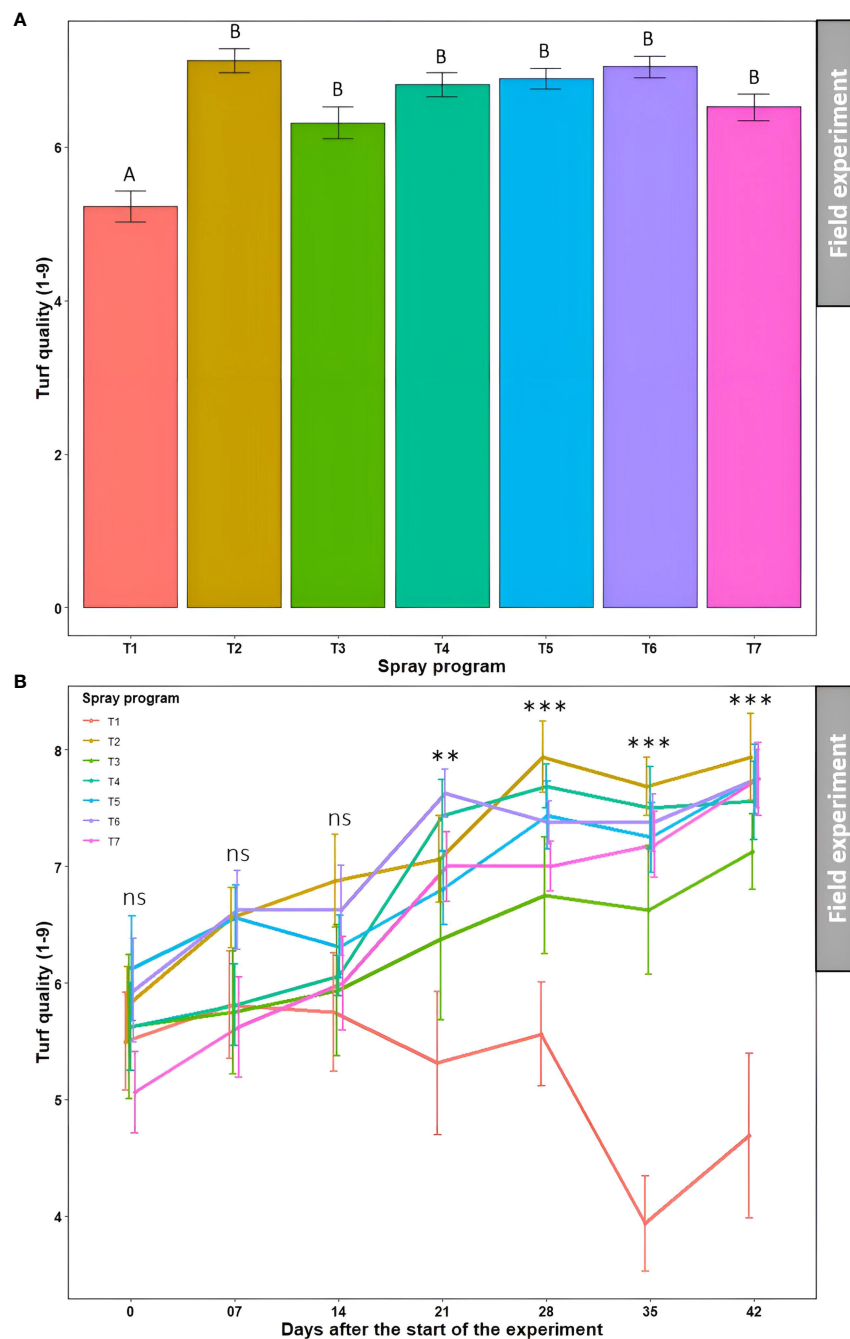 A
B
B
B
B
B
B
A
6
4
2
0
Turf quality (1-9)
T1 T2 T3 T4 T5 T6 T7
Spray program
Field experiment
B
Spray program
T1
T2
T3
T4
T5
T6
T7
ns
ns
ns
**
***
***
***
8
7
6
5
4
Turf quality (1-9)
0 07 14 21 28 35 42
Days after the start of the experiment
Field experiment